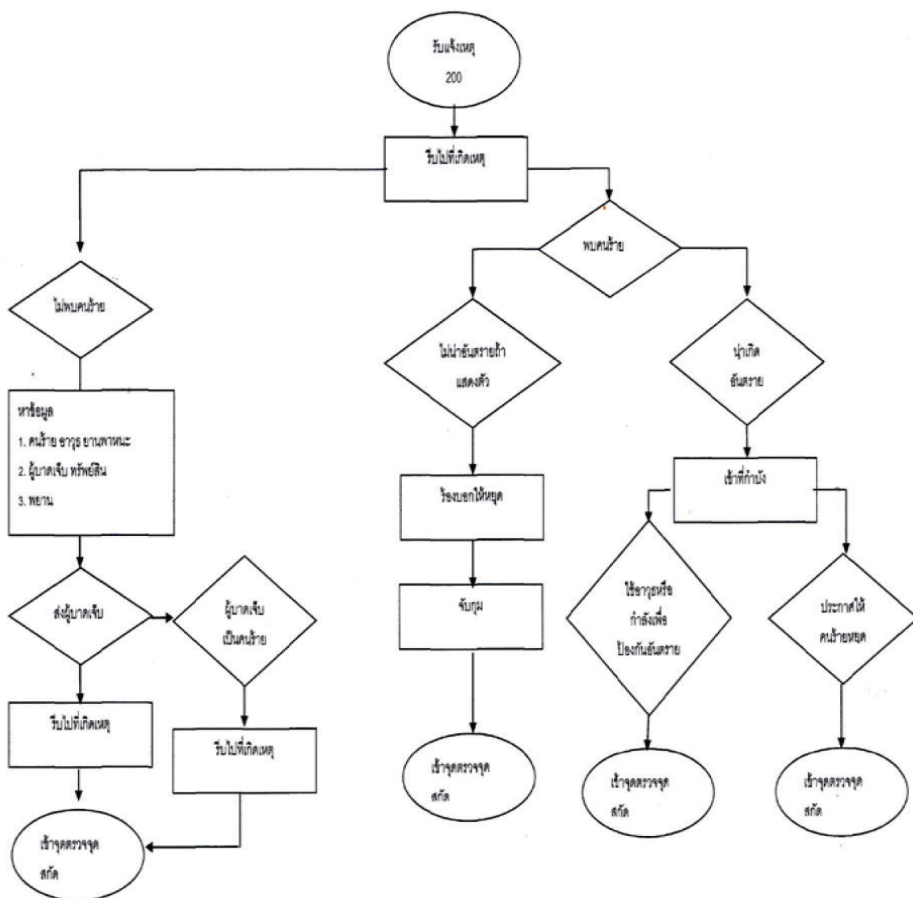 รับแจ้งเหตุ
200
รีบไปที่เกิดเหตุ
พบคนร้าย
ไม่พบคนร้าย
ไม่น่าอันตรายถ้า
แสดงตัว
น่าเกิด
อันตราย
หาข้อมูล
1. คนร้าย อาวุธ ยานพาหนะ
2. ผู้บาดเจ็บ ทรัพย์สิน
3. พยาน
ร้องบอกให้หยุด
เข้าที่กำบัง
ส่งผู้บาดเจ็บ
ผู้บาดเจ็บ
เป็นคนร้าย
จับกุม
ใช้อาวุธหรือ
กำลังเพื่อ
ป้องกันอันตราย
ประกาศให้
คนร้ายหยุด
รีบไปที่เกิดเหตุ
รีบไปที่เกิดเหตุ
เข้าจุดตรวจจุด
สกัด
เข้าจุดตรวจจุด
สกัด
เข้าจุดตรวจจุด
สกัด
เข้าจุดตรวจจุด
สกัด